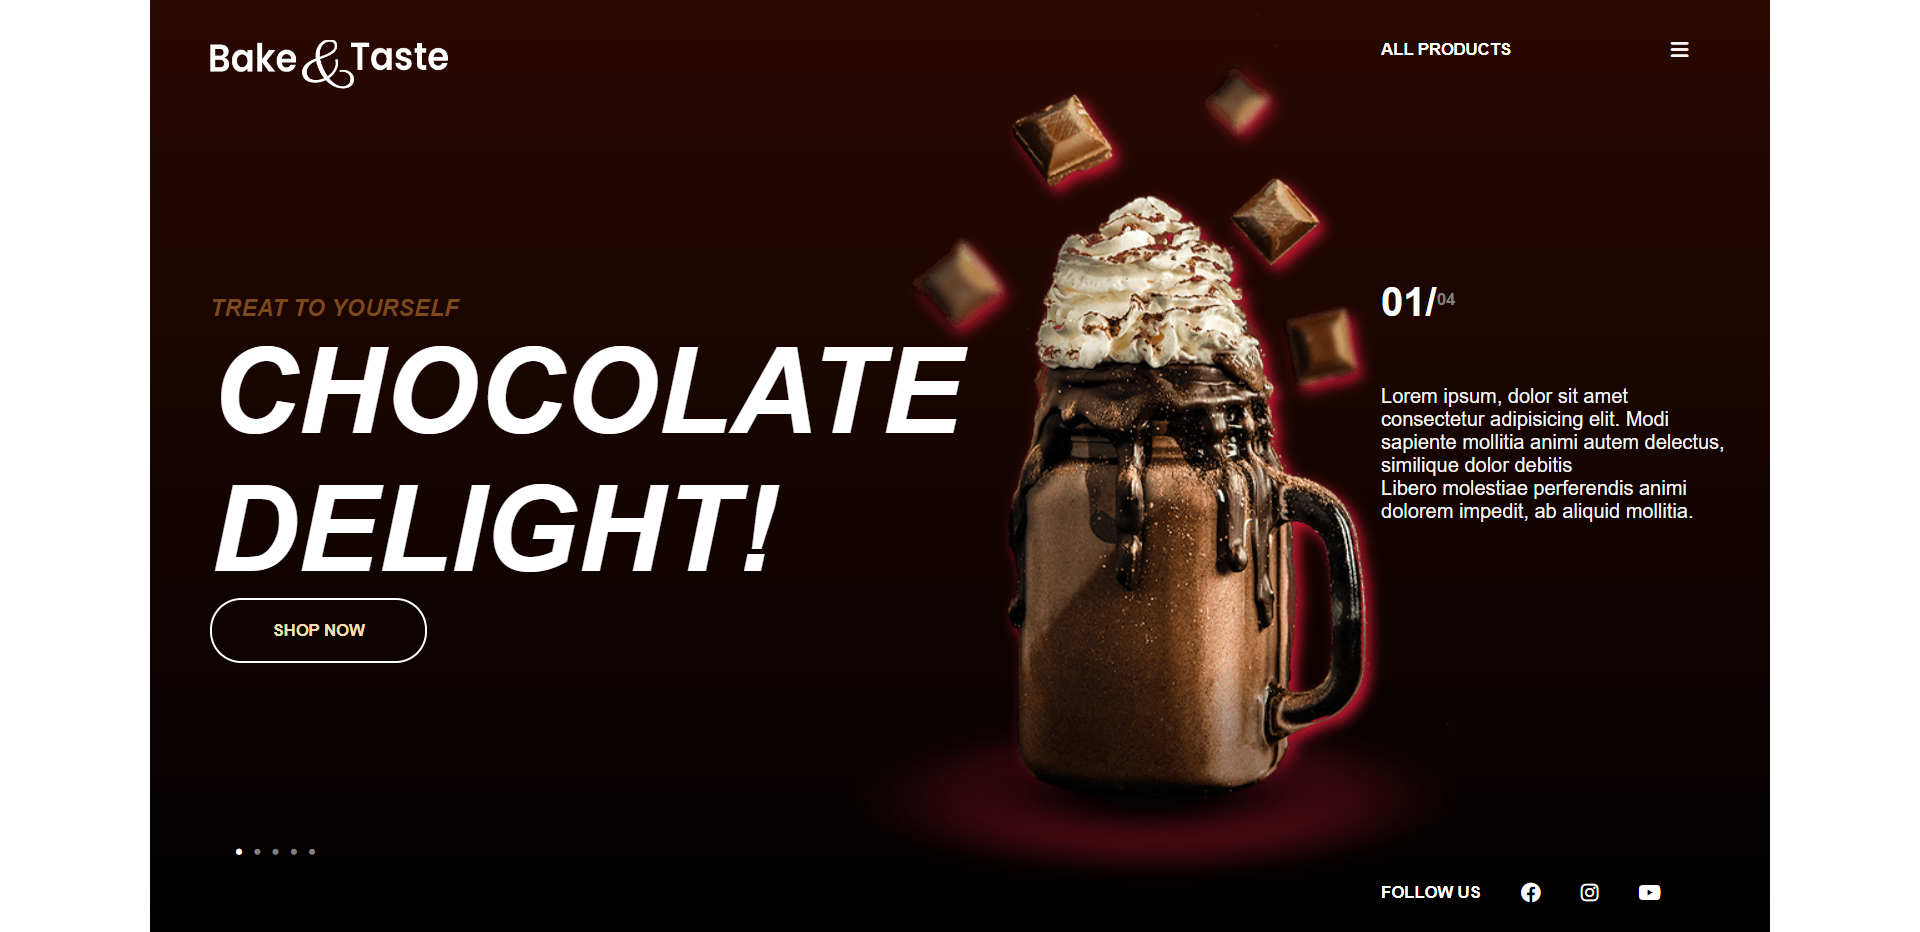 Bake & Taste
ALL PRODUCTS
TREAT TO YOURSELF
CHOCOLATE
DELIGHT!
SHOP NOW
01/04
Lorem ipsum, dolor sit amet
consectetur adipisicing elit. Modi
sapiente mollitia animi autem delectus,
similique dolor debitis
Libero molestiae perferendis animi
dolorem impedit, ab aliquid mollitia.
FOLLOW US